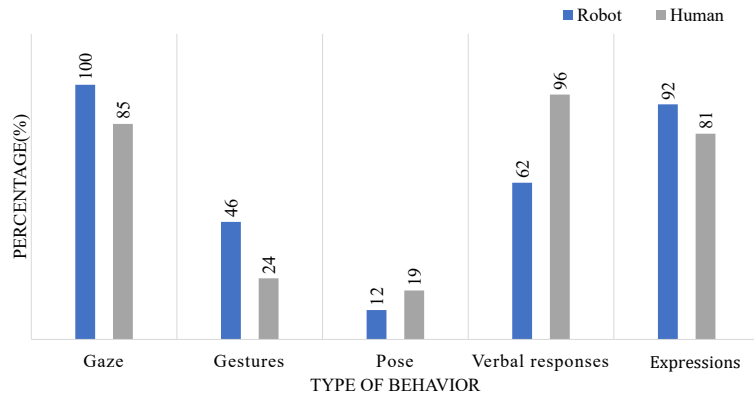 Robot Human
100
85
46
24
12
19
62
96
92
81
PERCENTAGE(%)
Gaze Gestures Pose Verbal responses Expressions
TYPE OF BEHAVIOR